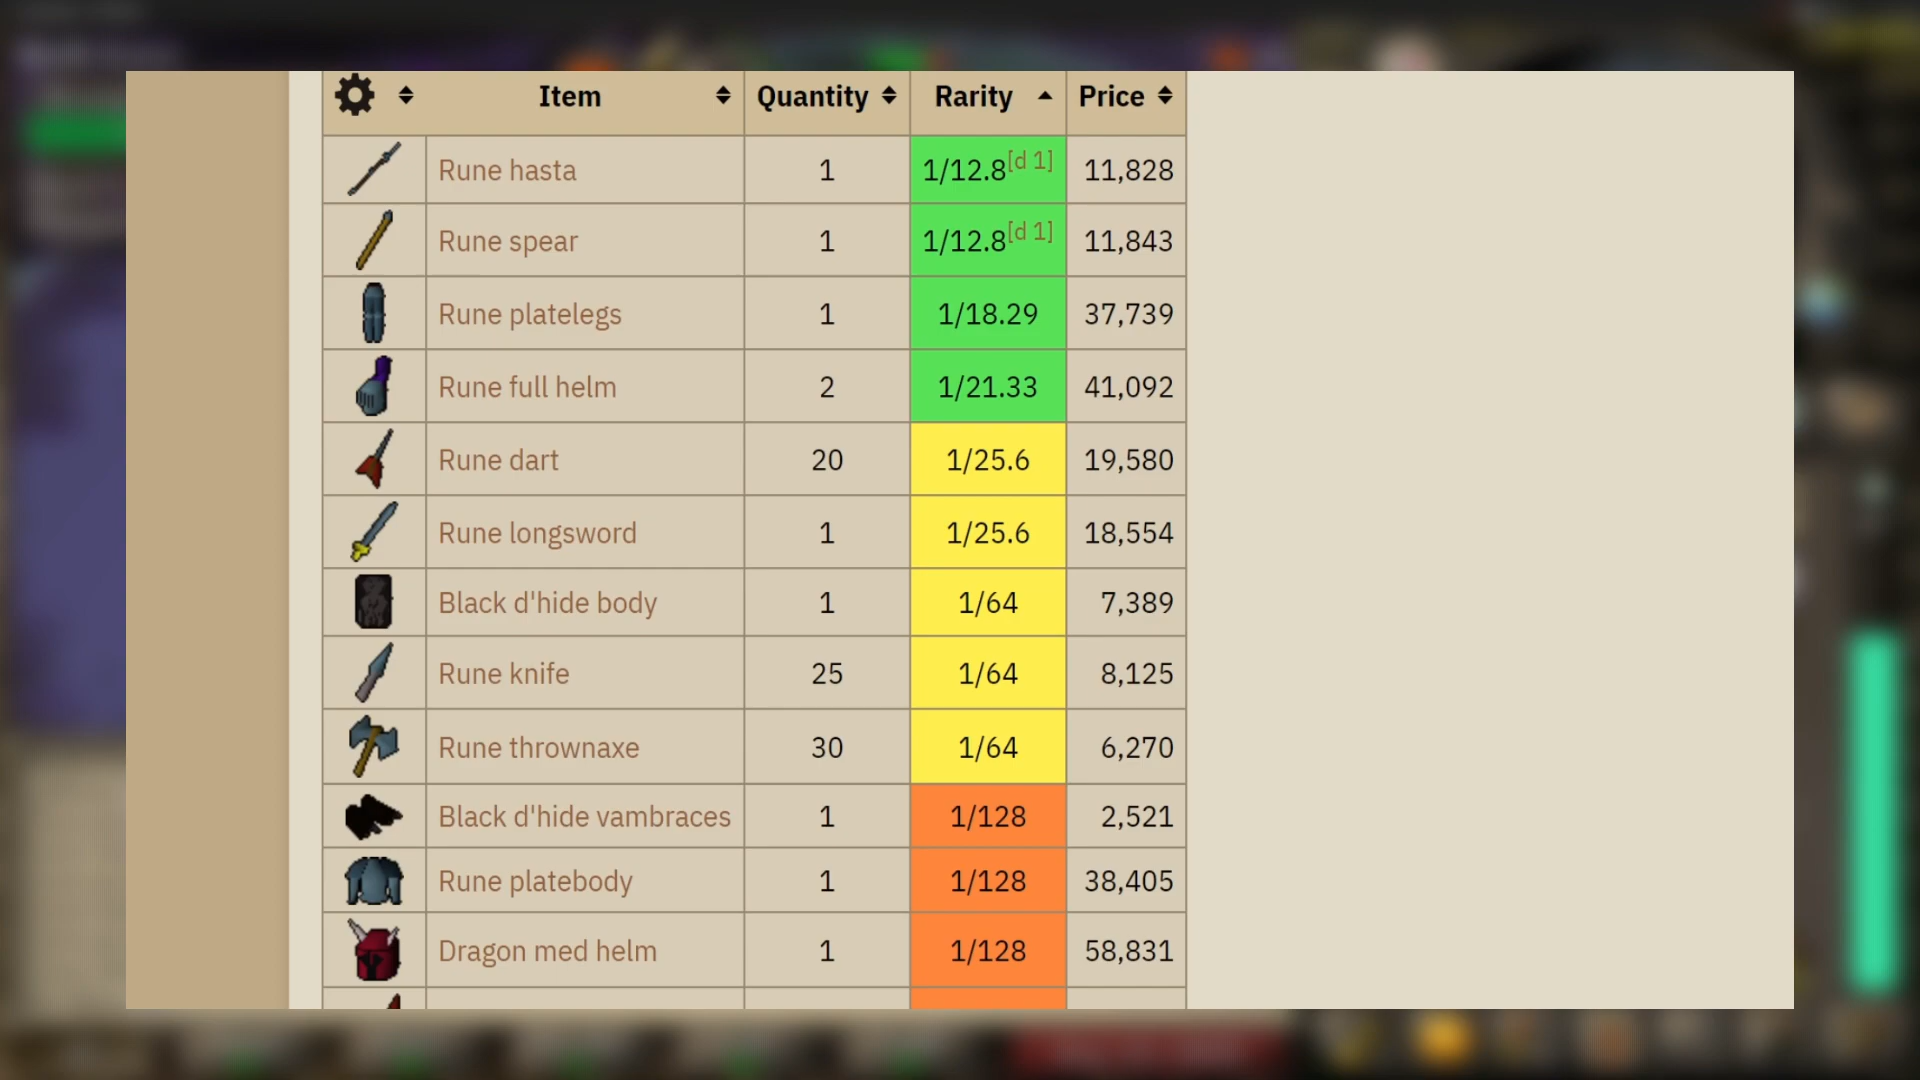 Item Quantity Rarity Price
Rune hasta 1 1/12.8[d 1] 11,828
Rune spear 1 1/12.8[d 1] 11,843
Rune platelegs 1 1/18.29 37,739
Rune full helm 2 1/21.33 41,092
Rune dart 20 1/25.6 19,580
Rune longsword 1 1/25.6 18,554
Black d'hide body 1 1/64 7,389
Rune knife 25 1/64 8,125
Rune thrownaxe 30 1/64 6,270
Black d'hide vambraces 1 1/128 2,521
Rune platebody 1 1/128 38,405
Dragon med helm 1 1/128 58,831